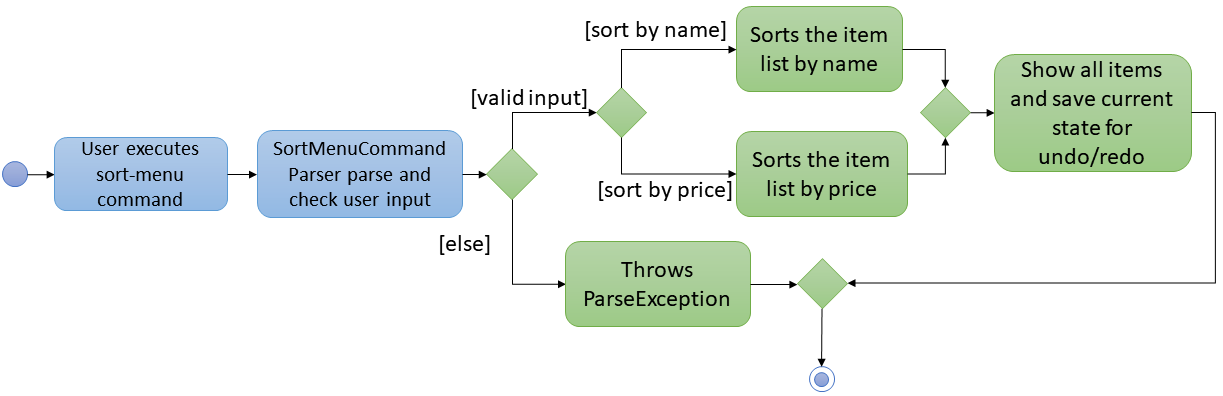 User executes
sort-menu
command
SortMenuCommand
Parser parse and
check user input
[valid input]
[else]
[sort by name]
[sort by price]
Sorts the item
list by name
Sorts the item
list by price
Show all items
and save current
state for
undo/redo
Throws
ParseException